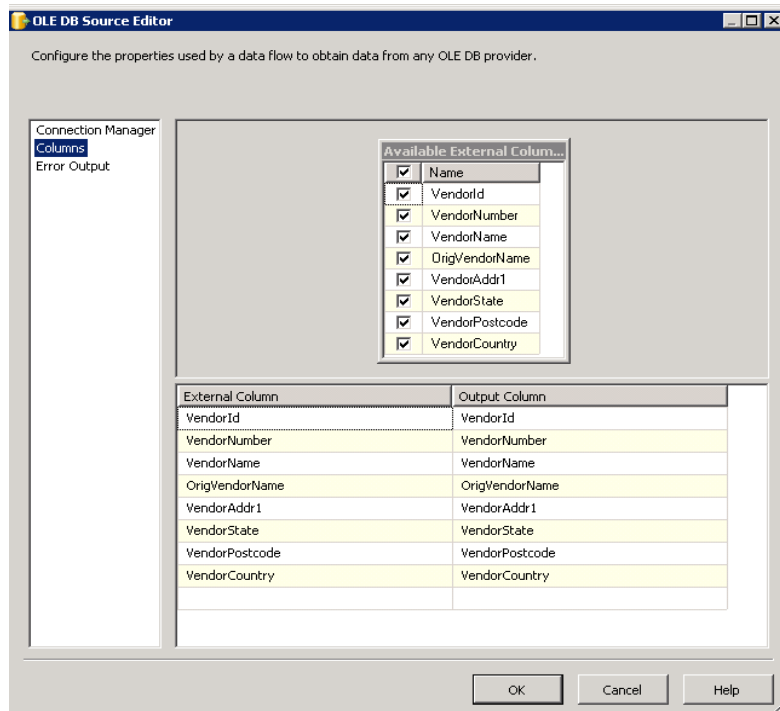 OLE DB Source Editor
Configure the properties used by a data flow to obtain data from any OLE DB provider.
Connection Manager
Columns
Error Output
Available External Colum...
Name
VendorId
VendorNumber
VendorName
OrigVendorName
VendorAddr1
VendorState
VendorPostcode
VendorCountry
External Column Output Column
VendorId VendorId
VendorNumber VendorNumber
VendorName VendorName
OrigVendorName OrigVendorName
VendorAddr1 VendorAddr1
VendorState VendorState
VendorPostcode VendorPostcode
VendorCountry VendorCountry
OK Cancel Help